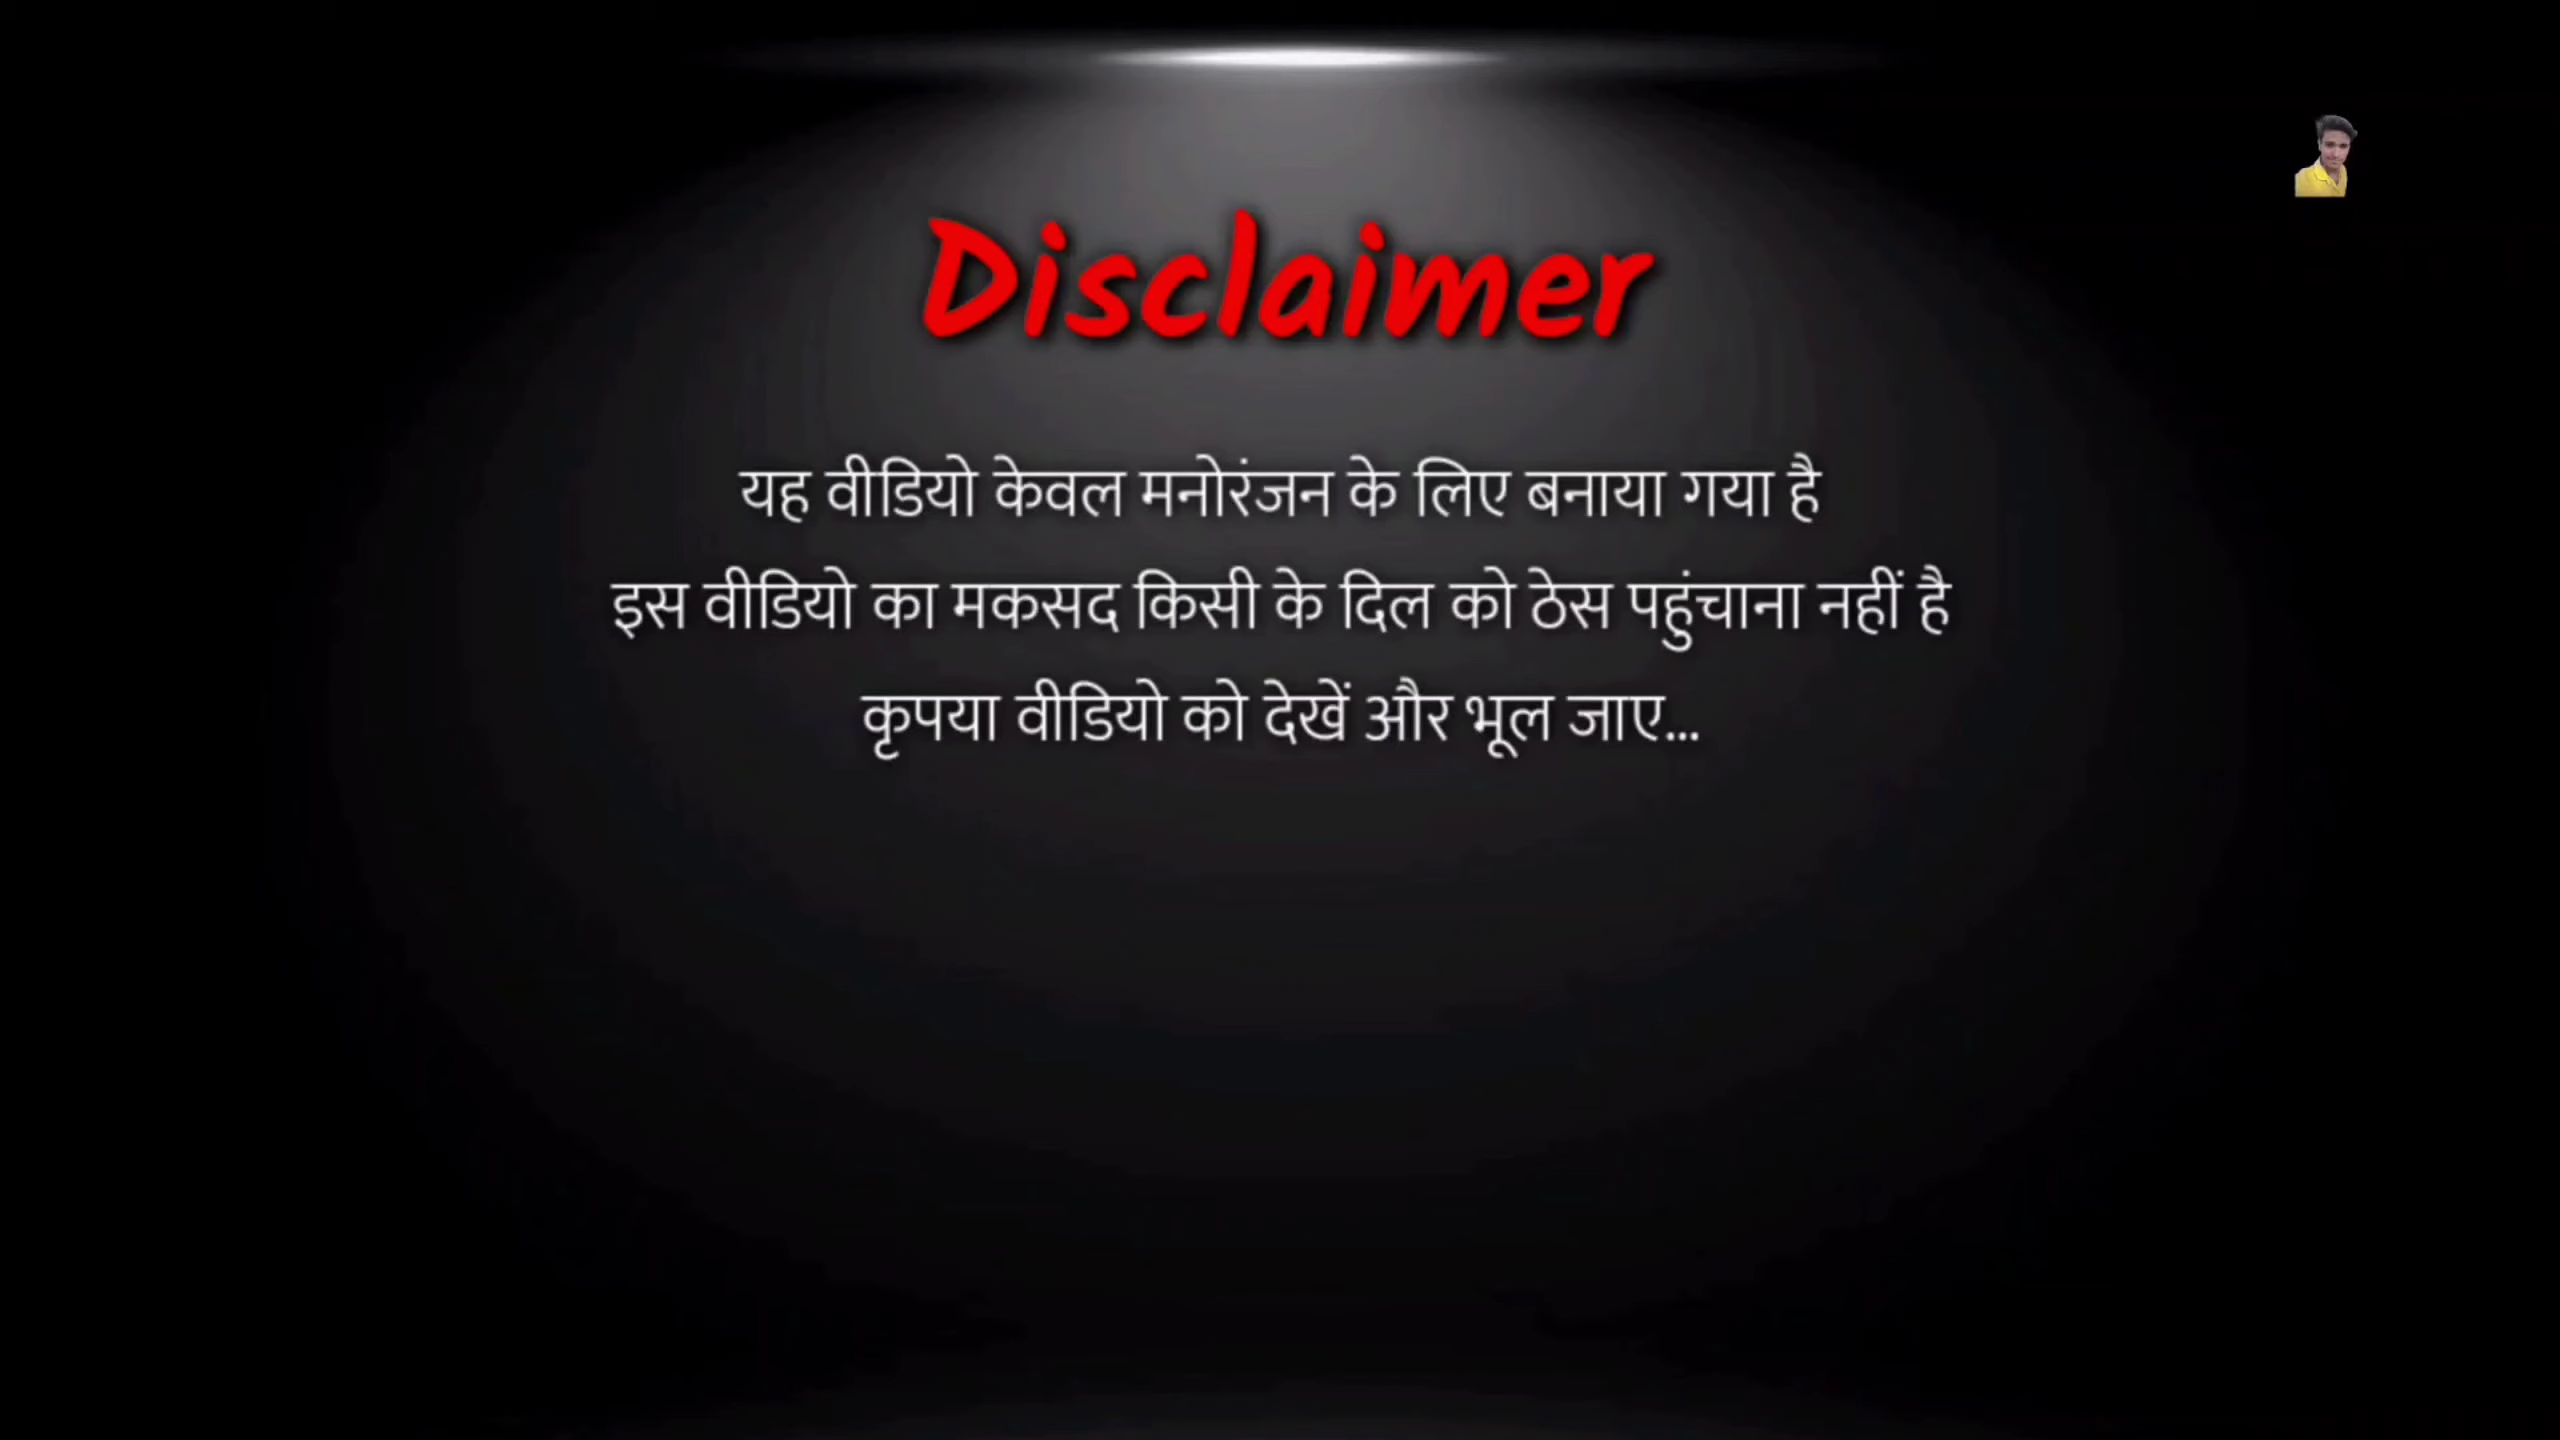 Disclaimer
यह वीडियो केवल मनोरंजन के लिए बनाया गया है
इस वीडियो का मकसद किसी के दिल को ठेस पहुंचाना नहीं है
कृपया वीडियो को देखें और भूल जाए...